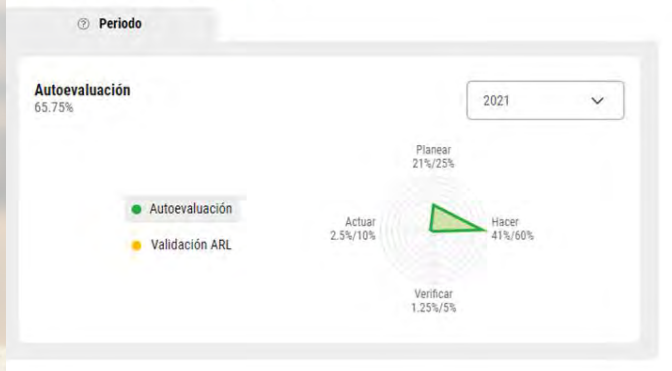 Periodo
Autoevaluación
65.75%
2021
Planear
21%/25%
Autoevaluación
Validación ARL
Actuar
2.5%/10%
Hacer
41%/60%
Verificar
1.25%/5%